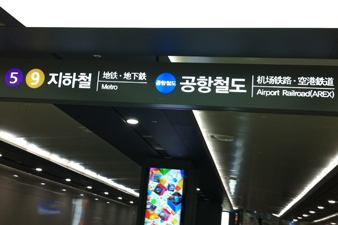 5 9 지하철 地铁·地下鉄
Metro
공항철도 공항철도 机场铁路·空港鉄道
Airport Railroad(AREX)